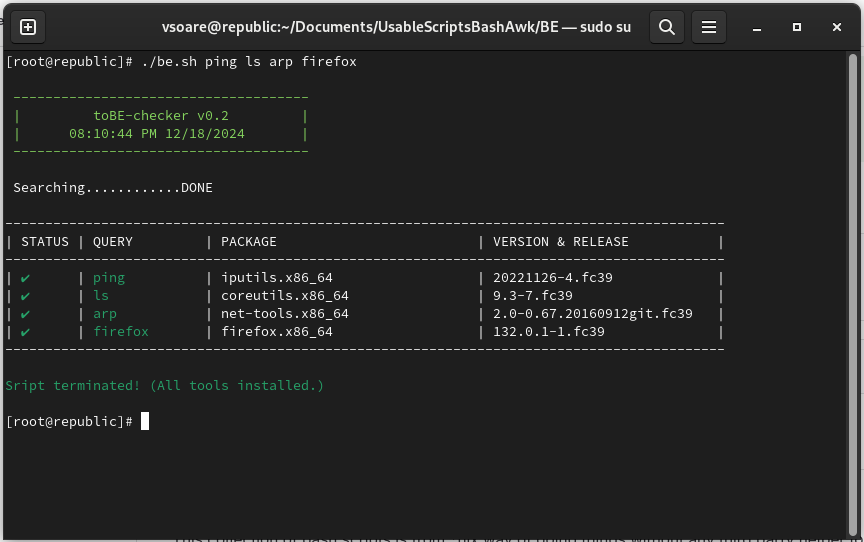 vsoare@republic:~/Documents/UsableScriptsBashAwk/BE — sudo su
[root@republic]# ./be.sh ping ls arp firefox
-------------------------------------
| toBE-checker v0.2 |
| 08:10:44 PM 12/18/2024 |
-------------------------------------
Searching............DONE
------------------------------------------------------------------------------------------
| STATUS | QUERY | PACKAGE | VERSION & RELEASE |
------------------------------------------------------------------------------------------
| ✔ | ping | iputils.x86_64 | 20221126-4.fc39 |
| ✔ | ls | coreutils.x86_64 | 9.3-7.fc39 |
| ✔ | arp | net-tools.x86_64 | 2.0-0.67.20160912git.fc39 |
| ✔ | firefox | firefox.x86_64 | 132.0.1-1.fc39 |
------------------------------------------------------------------------------------------
Sript terminated! (All tools installed.)
[root@republic]#